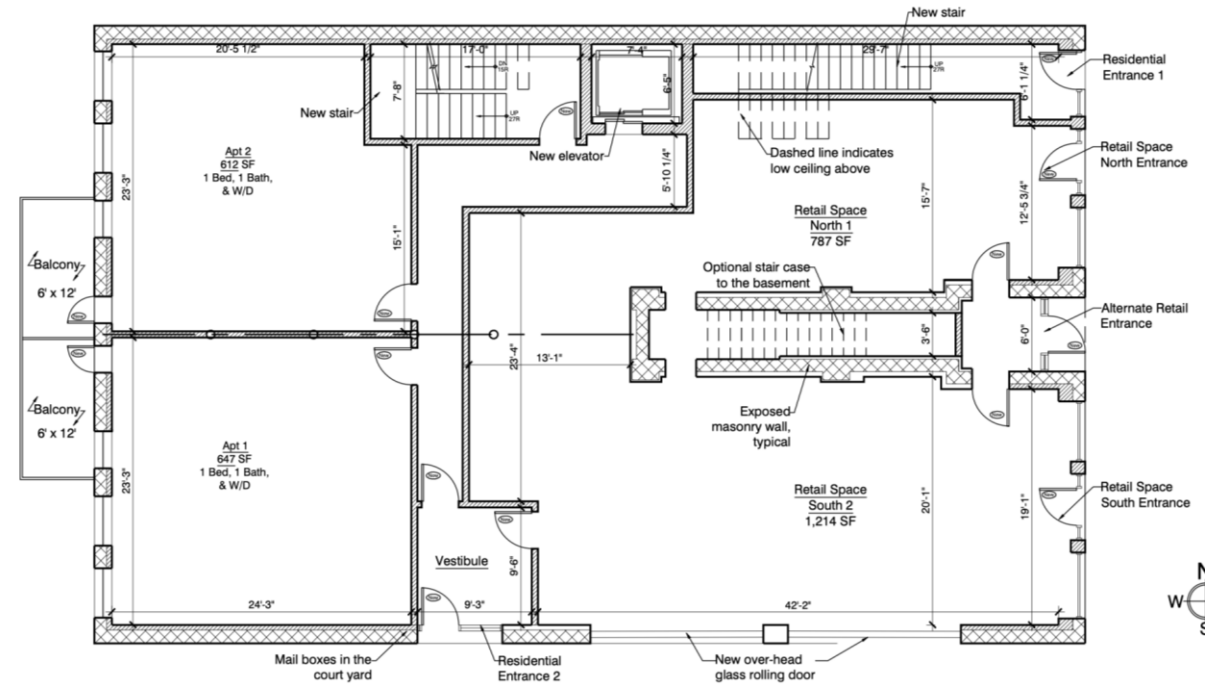 New stair
20'-5 1/2"
17'-0"
7'-4"
29'-7"
Residential
Entrance 1
DN
15R
UP
27R
UP
27R
7'-8"
6'-5"
6'-1 1/4"
New stair
New elevator
Dashed line indicates
low ceiling above
Retail Space
North Entrance
Apt 2
612 SF
1 Bed, 1 Bath,
& W/D
23'-3"
15'-1"
5'-10 1/4"
15'-7"
12'-5 3/4"
Retail Space
North 1
787 SF
Balcony
6' x 12'
Optional stair case
to the basement
Alternate Retail
Entrance
3'-6"
6'-0"
13'-1"
23'-4"
Balcony
6' x 12'
Exposed
masonry wall,
typical
Apt 1
647 SF
1 Bed, 1 Bath,
& W/D
23'-3"
Retail Space
South 2
1,214 SF
20'-1"
19'-1"
Retail Space
South Entrance
Vestibule
9'-6"
24'-3"
9'-3"
42'-2"
N
W
S
Mail boxes in the
court yard
Residential
Entrance 2
New over-head
glass rolling door